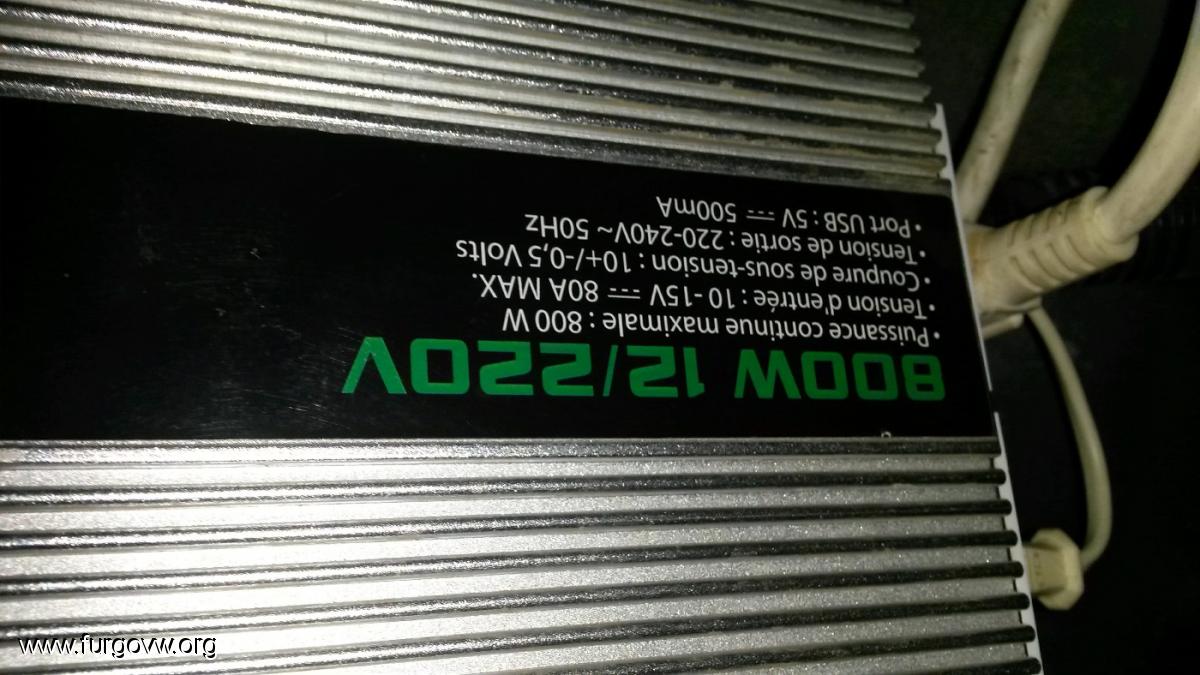 800W 12/220V
• Puissance continue maximale : 800 W
• Tension d'entrée : 10 -15V ⎓ 80A MAX.
• Coupure de sous-tension : 10+/-0,5 Volts
• Tension de sortie : 220-240V ~ 50HZ
• Port USB : 5V ⎓ 500mA
www.furgovw.org